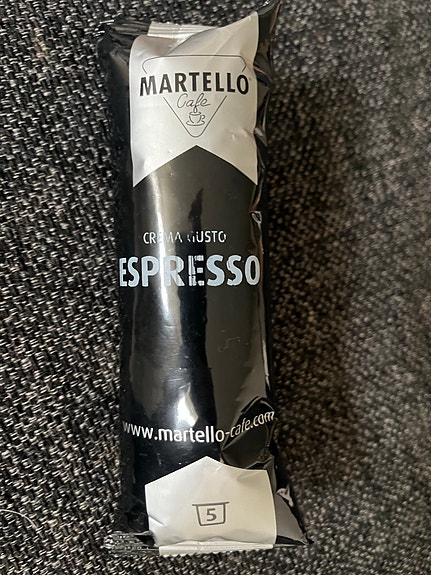 MARTELLO
Cafe
CREMA GUSTO
ESPRESSO
www.martello-cafe.com
5